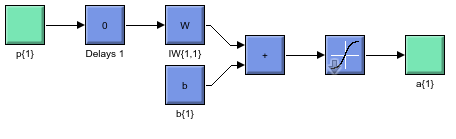 0
W
p{1}
Delays 1
IW{1,1}
+
b
a{1}
b{1}